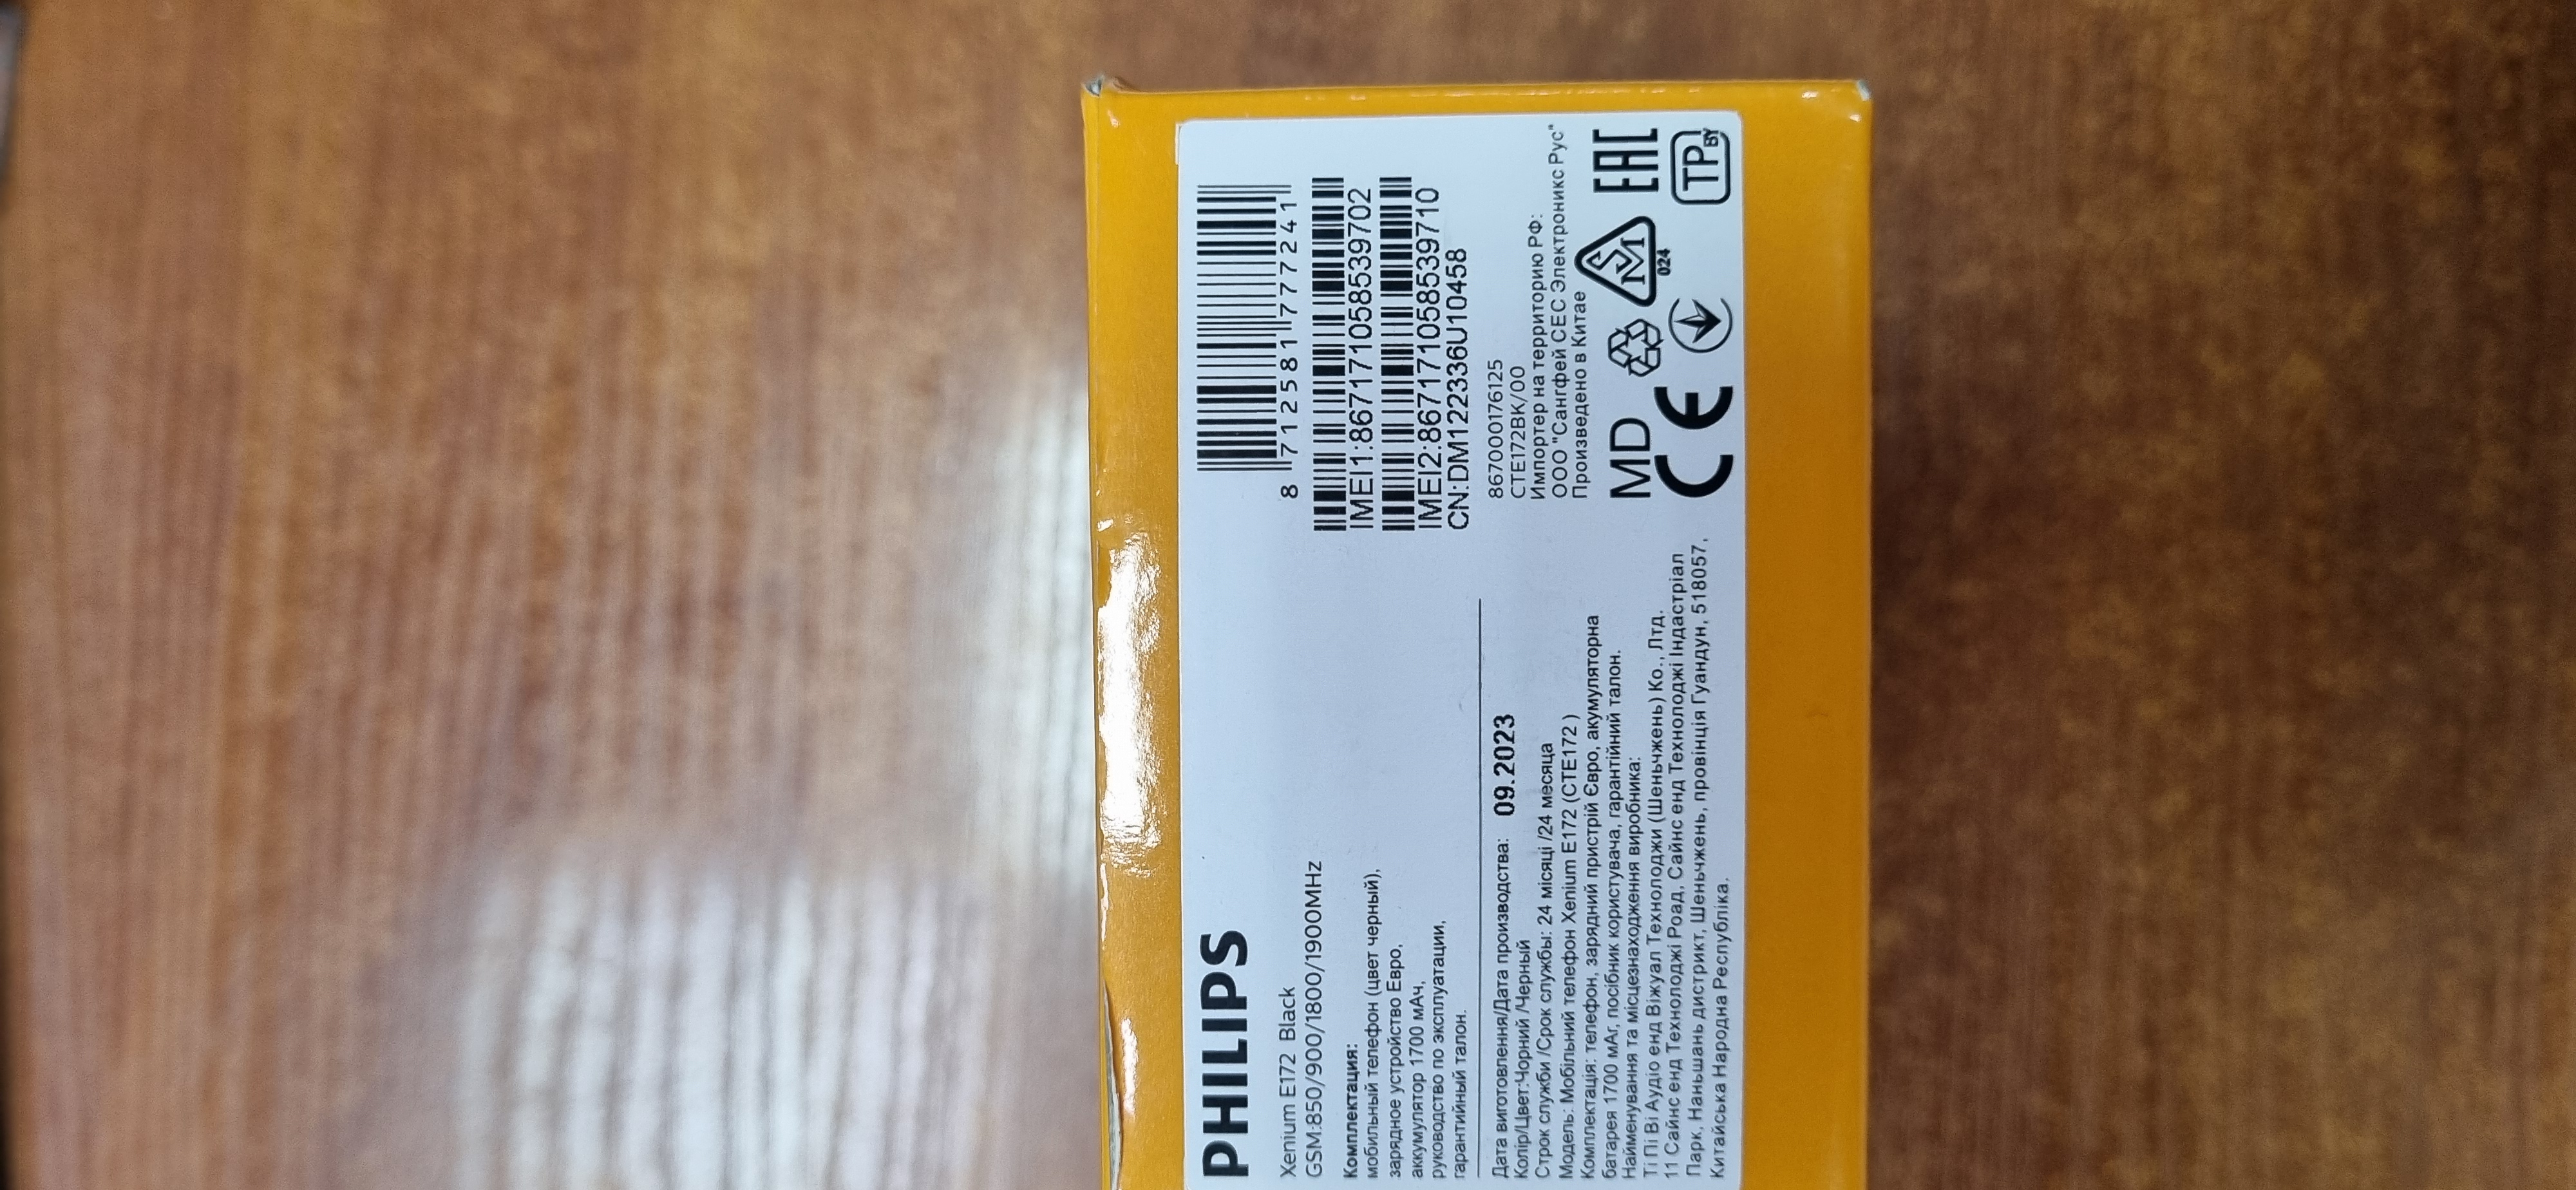 PHILIPS
Xenium E172 Black
GSM:850/900/1800/1900MHz
Комплектация:
мобильный телефон (цвет черный),
зарядное устройство Евро,
аккумулятор 1700 мАч,
руководство по эксплуатации,
гарантийный талон.
8 712581 777241
IMEI1:867171058539702
IMEI2:867171058539710
CN:DM122336U10458
Дата виготовлення/Дата производства: 09.2023
Колір/Цвет:Чорний /Черный
Строк служби /Срок службы: 24 місяці /24 месяца
Модель: Мобільний телефон Xenium E172 (CTE172 )
Комплектація: телефон, зарядний пристрій Євро, акумуляторна
батарея 1700 мАг, посібник користувача, гарантійний талон.
Найменування та місцезнаходження виробника:
Ті Пі Ві Аудіо енд Віжуал Технолоджи (Шеньчжень) Ко., Лтд.
11 Сайнс енд Технолоджі Роад, Сайнс енд Технолоджі Індастріал
Парк, Наньшань дистрикт, Шеньчжень, провінція Гуандун, 518057,
Китайська Народна Республіка.
867000176125
CTE172BK/00
Импортер на территорию РФ:
ООО "Сангфей СЕС Электроникс Рус"
Произведено в Китае
MD
CE
SM
024
EAC
TP
BY